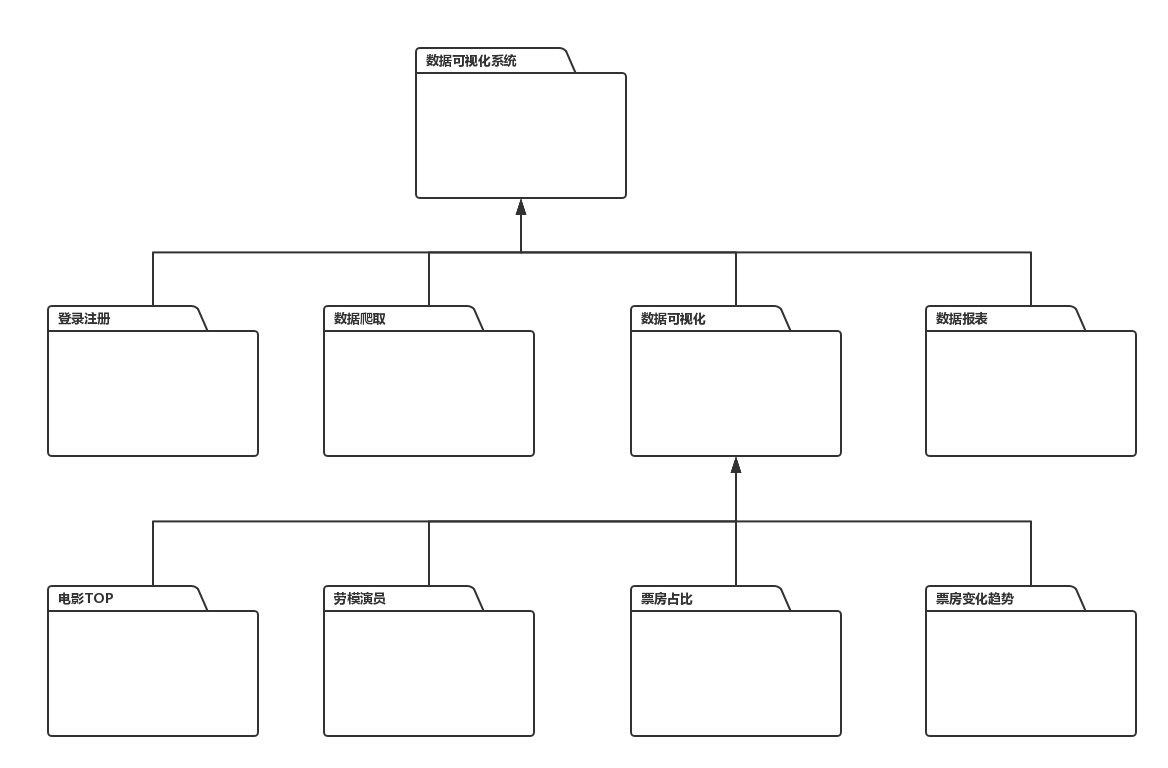 数据可视化系统
登录注册
数据爬取
数据可视化
数据报表
电影TOP
劳模演员
票房占比
票房变化趋势